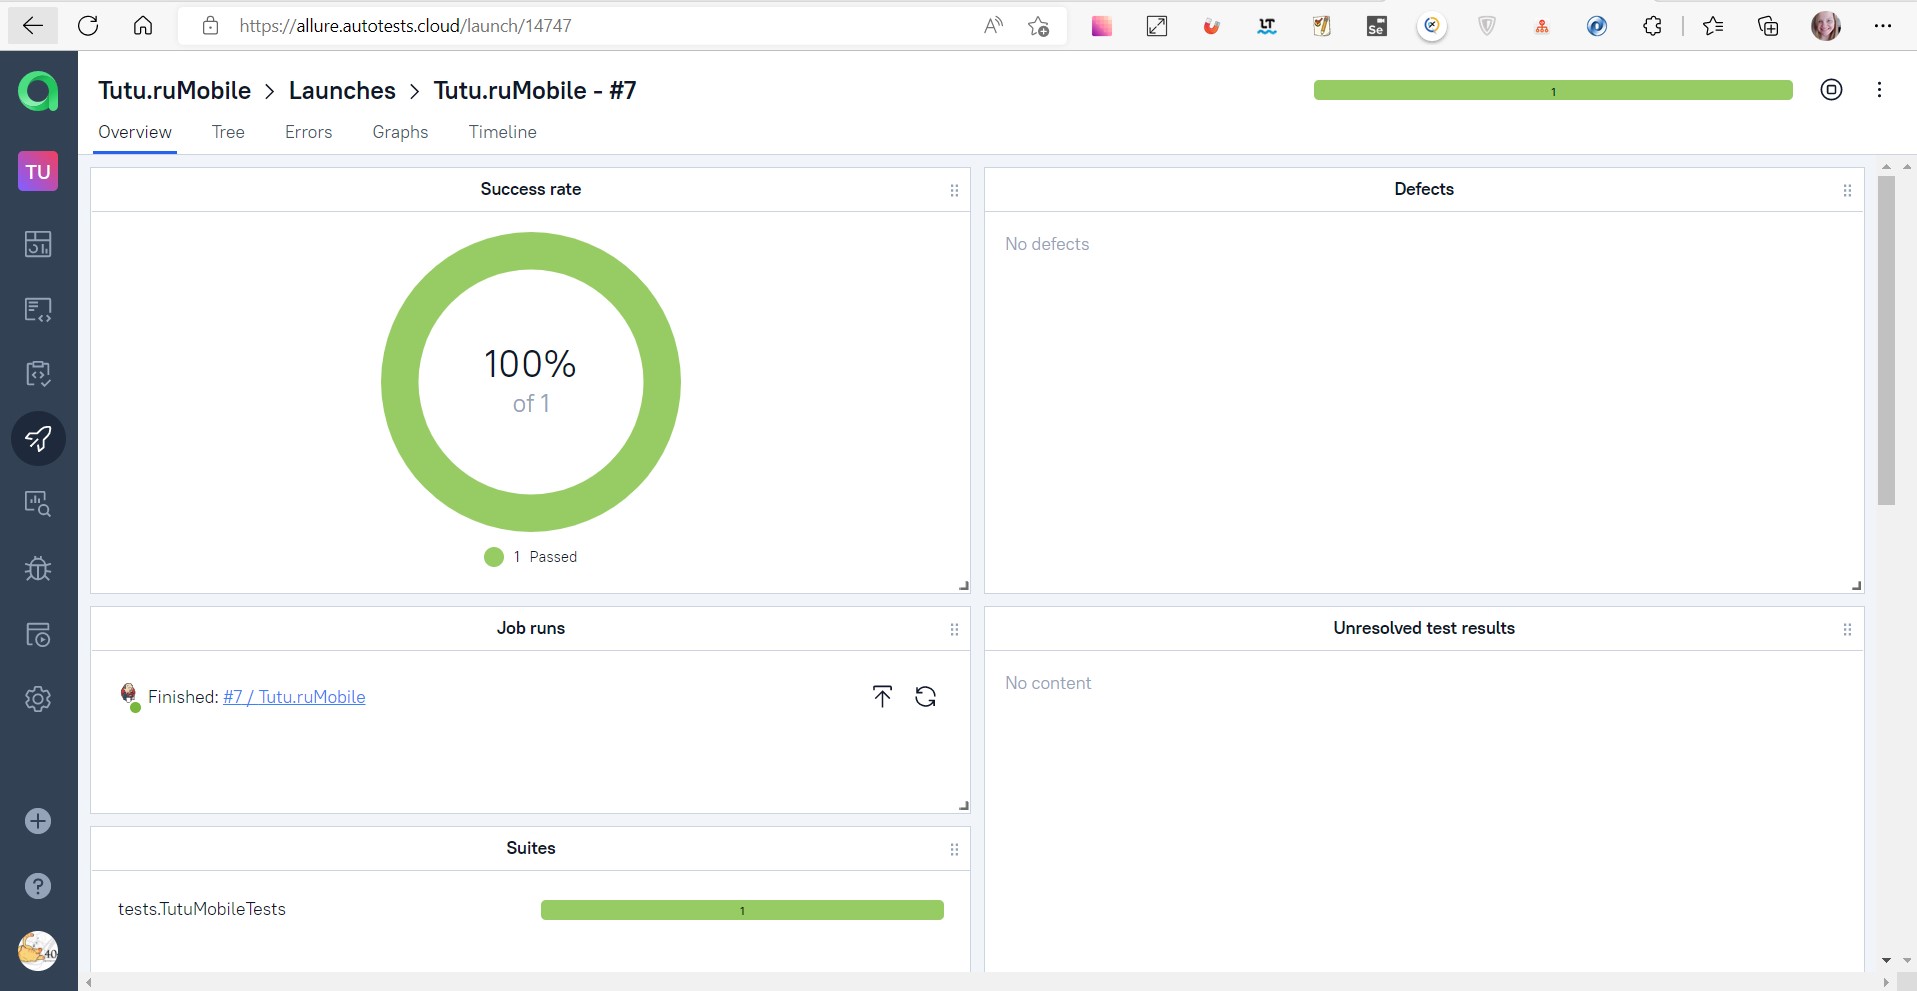 https://allure.autotests.cloud/launch/14747
Tutu.ruMobile > Launches > Tutu.ruMobile - #7
1
Overview Tree Errors Graphs Timeline
TU
Success rate
100%
of 1
1 Passed
Defects
No defects
Job runs
Finished: #7 / Tutu.ruMobile
Unresolved test results
No content
Suites
tests.TutuMobileTests
1
LT
Se
40